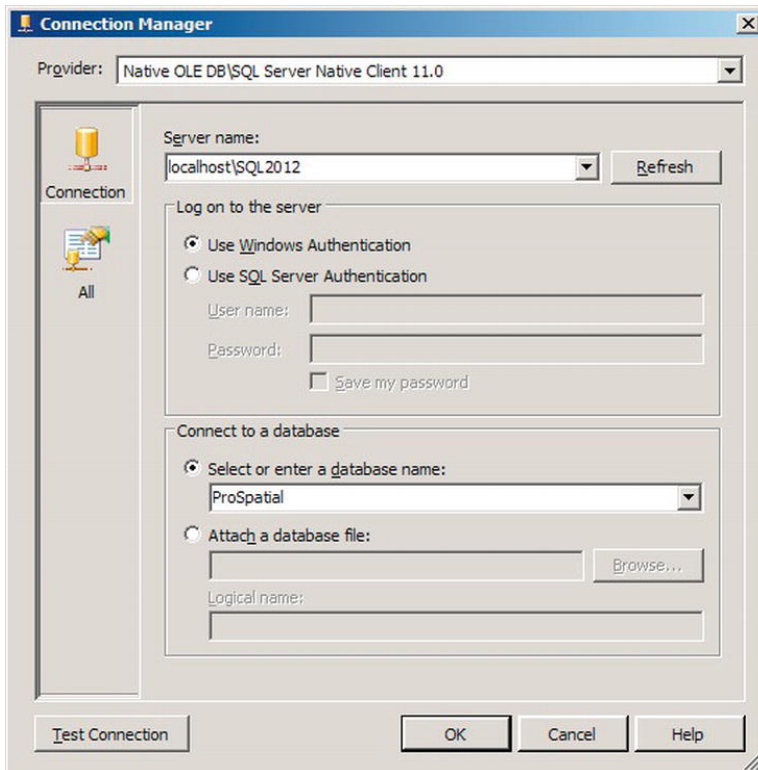 Connection Manager
Provider: Native OLE DB\SQL Server Native Client 11.0
Connection
All
Server name:
localhost\SQL2012 Refresh
Log on to the server
Use Windows Authentication
Use SQL Server Authentication
User name:
Password:
Save my password
Connect to a database
Select or enter a database name:
ProSpatial
Attach a database file:
Browse...
Logical name:
Test Connection OK Cancel Help